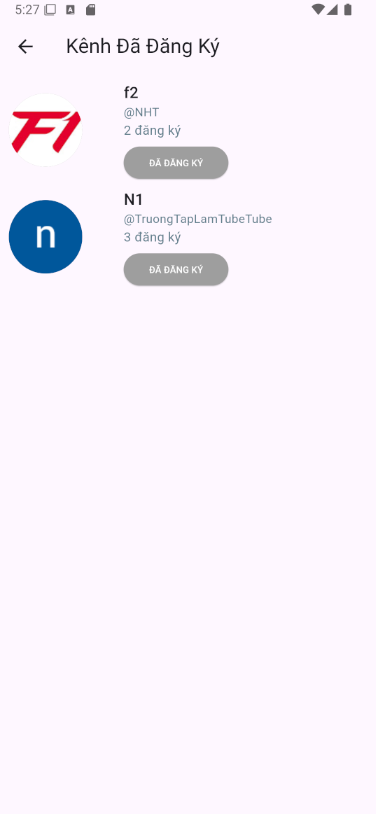 5:27
Kênh Đã Đăng Ký
F1
f2
@NHT
2 đăng ký
ĐÃ ĐĂNG KÝ
n
N1
@TruongTapLamTubeTube
3 đăng ký
ĐÃ ĐĂNG KÝ